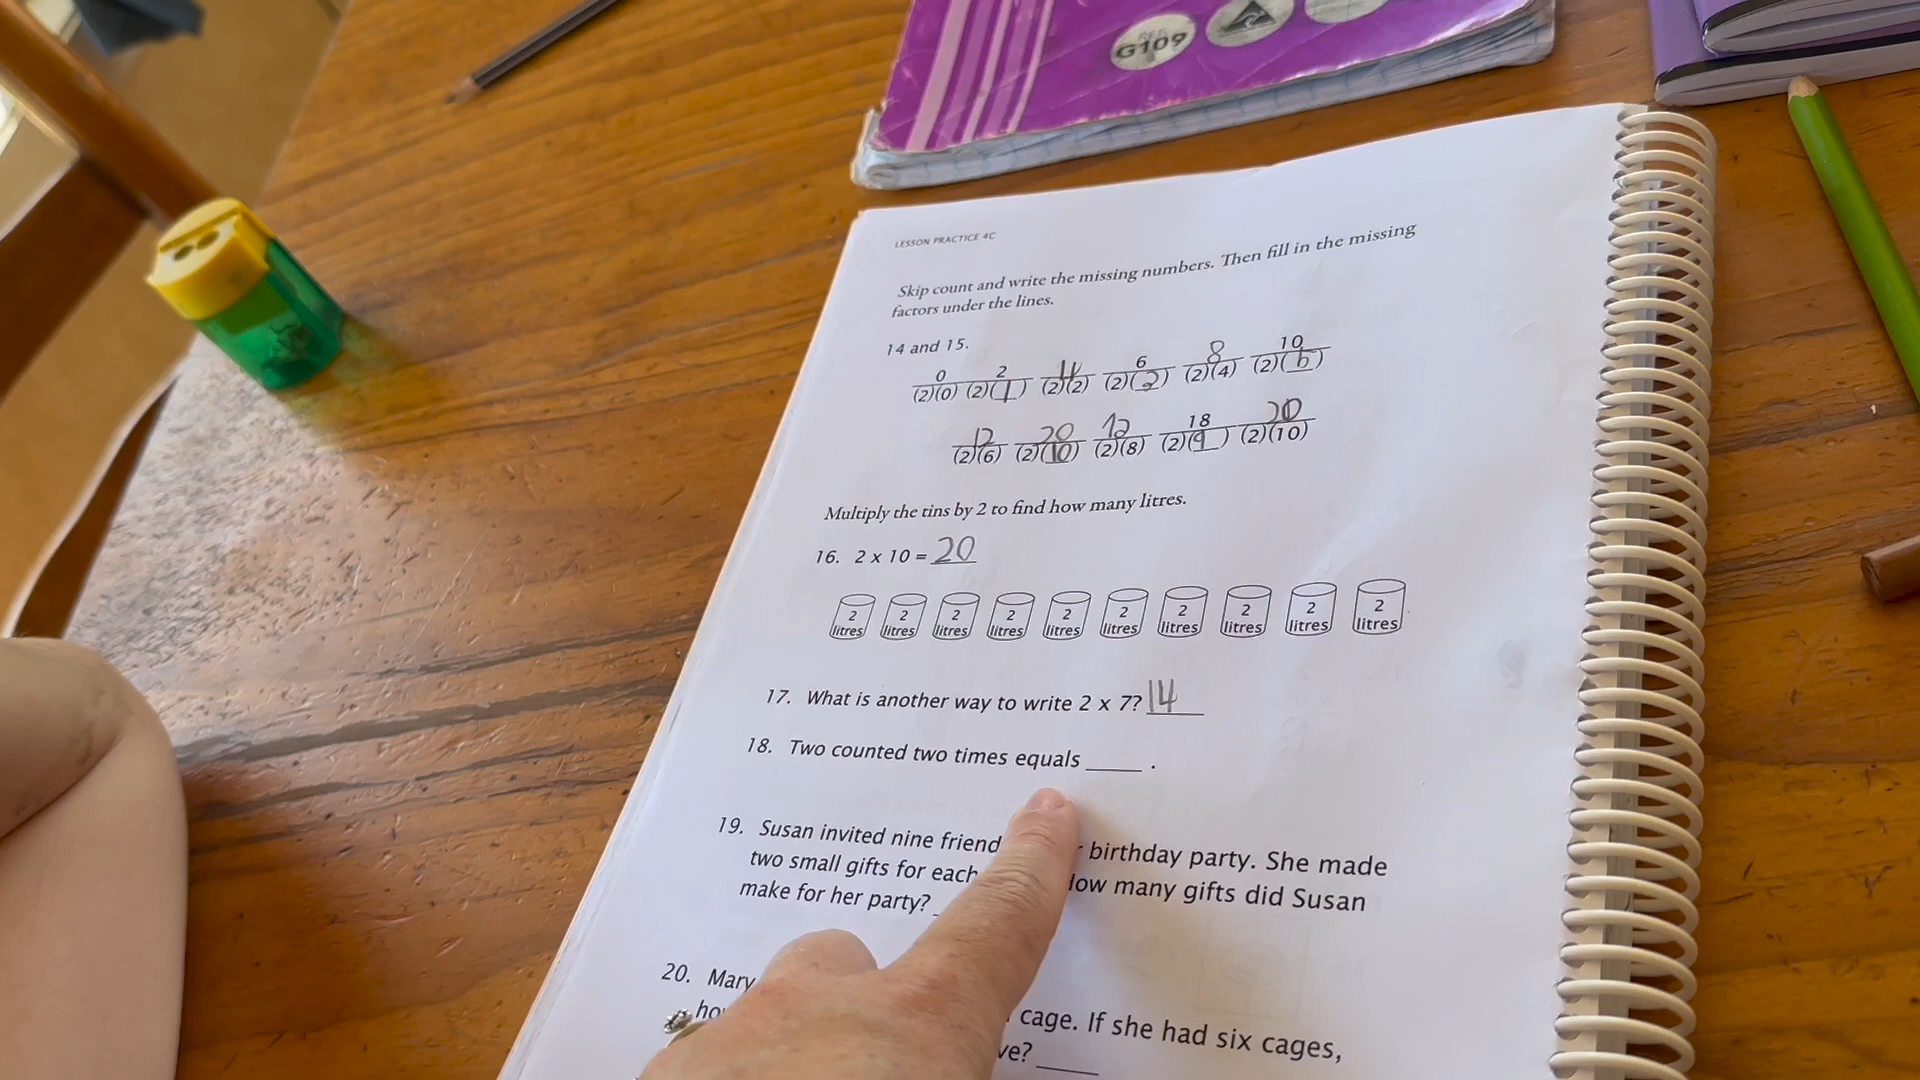 REF.
G109
LESSON PRACTICE 4C
Skip count and write the missing numbers. Then fill in the missing
factors under the lines.
14 and 15.
0 2 4 6 8 10
(2)(0) (2)(1) (2)(2) (2)(3) (2)(4) (2)( )
12 20 12 18 20
(2)(6) (2)(10) (2)(8) (2)(9) (2)(10)
Multiply the tins by 2 to find how many litres.
16. 2 x 10 = 20
2 2 2 2 2 2 2 2 2 2
litres litres litres litres litres litres litres litres litres litres
17. What is another way to write 2 x 7? 14
18. Two counted two times equals _____ .
19. Susan invited nine friend birthday party. She made
two small gifts for each How many gifts did Susan
make for her party?
20. Mary
cage. If she had six cages,
ho
ve? _____